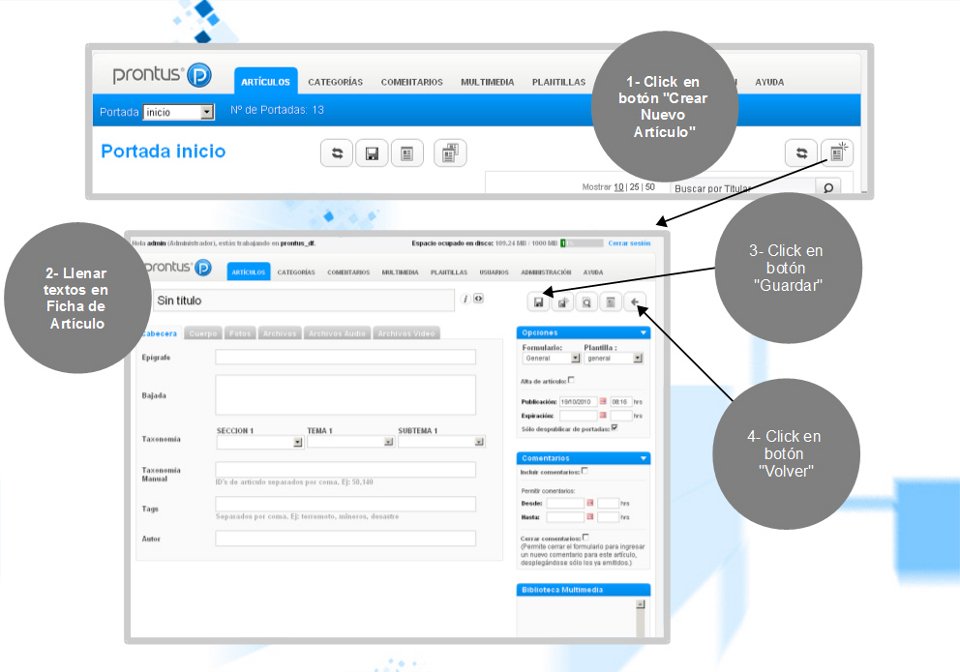 prontus
ARTÍCULOS CATEGORÍAS COMENTARIOS MULTIMEDIA PLANTILLAS AYUDA
Portada inicio Nº de Portadas: 13
Portada inicio
Mostrar 10 | 25 | 50 Buscar por Titular
1- Click en
botón "Crear
Nuevo
Artículo"
2- Llenar
textos en
Ficha de
Artículo
3- Click en
botón
"Guardar"
4- Click en
botón
"Volver"
admin (Administrador), estás trabajando en prontus_df. Espacio ocupado en disco: 109.24 MB / 1000 MB Cerrar sesión
prontus
ARTÍCULOS CATEGORÍAS COMENTARIOS MULTIMEDIA PLANTILLAS USUARIOS ADMINISTRACIÓN AYUDA
Sin título
Cuerpo Fotos Archivos Archivos Audio Archivos Video
Epígrafe
Bajada
Taxonomía
SECCION 1 TEMA 1 SUBTEMA 1
Taxonomía
Manual
ID's de artículo separados por coma, Ej: 50,140
Tags
Separados por coma. Ej: terremoto, mineros, desastre
Autor
Opciones
Formulario: Plantilla :
General general
Alta de artículo:
Publicación: 19/10/2010 08:16 hrs
Expiración: hrs
Sólo despublicar de portadas:
Comentarios
Incluir comentarios:
Permitir comentarios:
Desde: hrs
Hasta: hrs
Cerrar comentarios:
(Permite cerrar el formulario para ingresar
un nuevo comentario para este artículo,
desplegándose sólo los ya emitidos.)
Biblioteca Multimedia